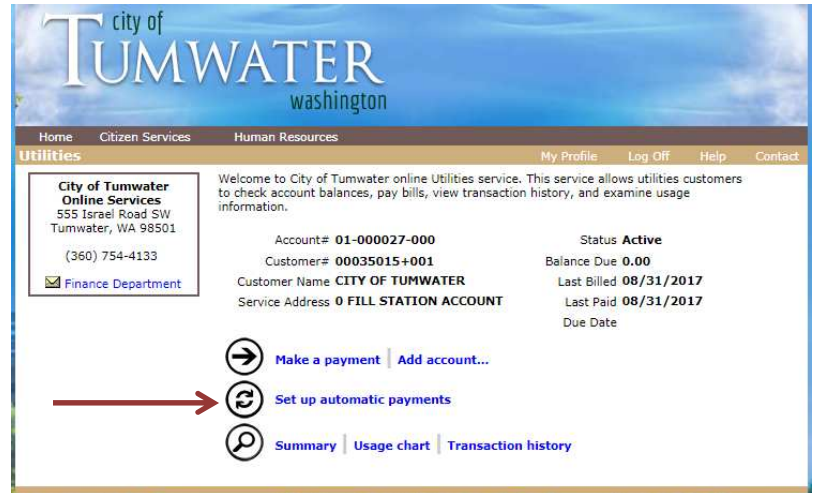 city of
TUMWATER
washington
Home Citizen Services Human Resources
Utilities My Profile Log Off Help Contact
City of Tumwater
Online Services
555 Israel Road SW
Tumwater, WA 98501
(360) 754-4133
Finance Department
Welcome to City of Tumwater online Utilities service. This service allows utilities customers
to check account balances, pay bills, view transaction history, and examine usage
information.
Account# 01-000027-000 Status Active
Customer# 00035015+001 Balance Due 0.00
Customer Name CITY OF TUMWATER Last Billed 08/31/2017
Service Address 0 FILL STATION ACCOUNT Last Paid 08/31/2017
Due Date
Make a payment Add account...
Set up automatic payments
Summary Usage chart Transaction history